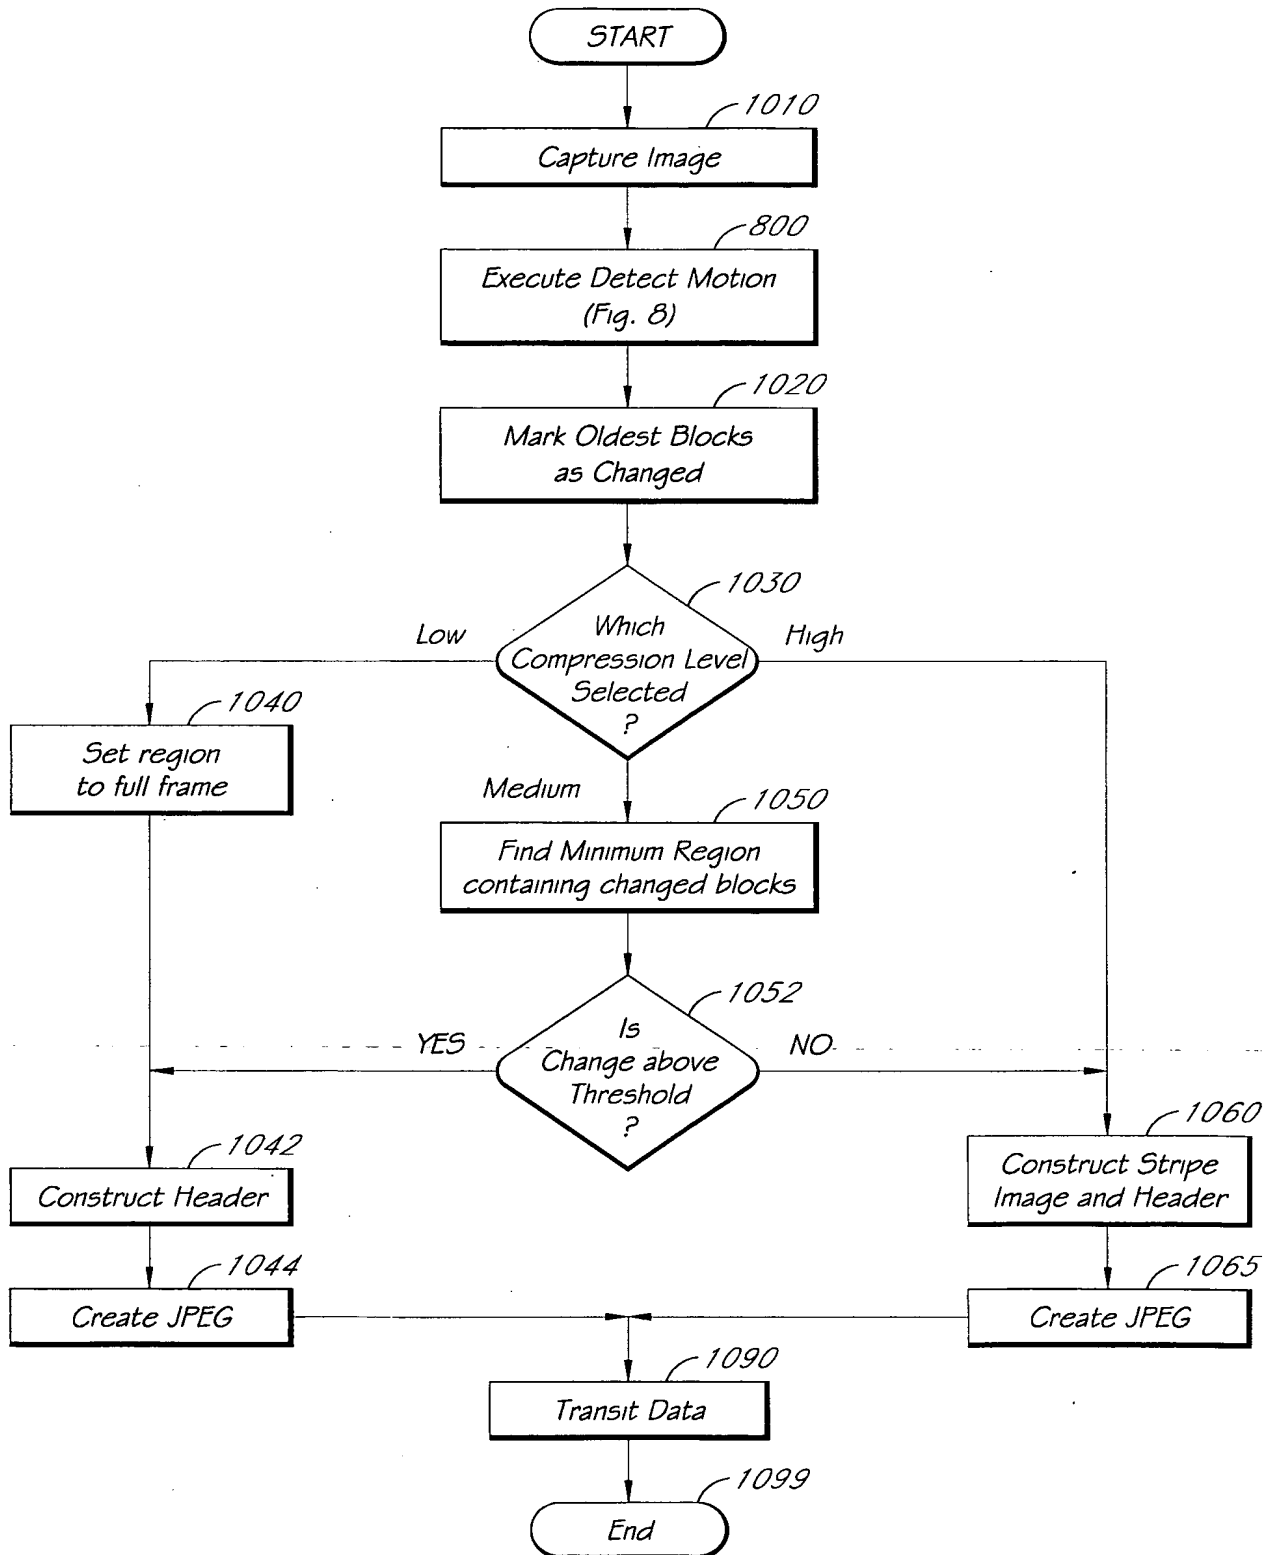 START
1010
Capture Image
800
Execute Detect Motion
(Fig. 8)
1020
Mark Oldest Blocks
as Changed
1030
Which
Compression Level
Selected
?
Low
High
Medium
1040
Set region
to full frame
1050
Find Minimum Region
containing changed blocks
1052
Is
Change above
Threshold
?
YES
NO
1042
Construct Header
1060
Construct Stripe
Image and Header
1044
Create JPEG
1065
Create JPEG
1090
Transit Data
1099
End